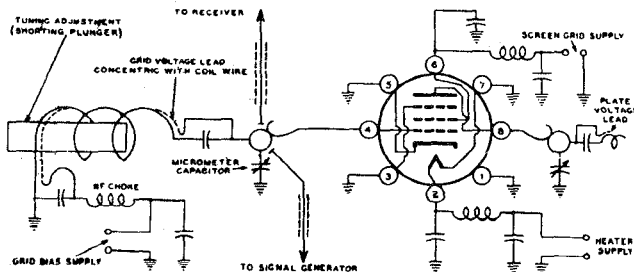 TO RECEIVER
TUNING ADJUSTMENT
(SHORTING PLUNGER)
GRID VOLTAGE LEAD
CONCENTRIC WITH COIL WIRE
SCREEN GRID SUPPLY
6
5
7
PLATE
VOLTAGE
LEAD
4
8
MICROMETER
CAPACITOR
3
1
2
RF CHOKE
GRID BIAS SUPPLY
HEATER
SUPPLY
TO SIGNAL GENERATOR